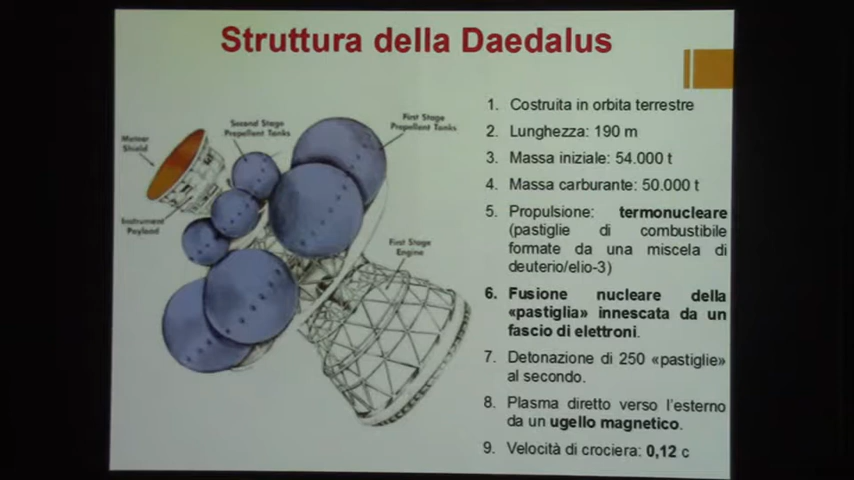 Struttura della Daedalus
Meteor
Shield
Second Stage
Propellent Tanks
First Stage
Propellent Tanks
Instrument
Payload
First Stage
Engine
1. Costruita in orbita terrestre
2. Lunghezza: 190 m
3. Massa iniziale: 54.000 t
4. Massa carburante: 50.000 t
5. Propulsione: termonucleare
(pastiglie di combustibile
formate da una miscela di
deuterio/elio-3)
6. Fusione nucleare della
«pastiglia» innescata da un
fascio di elettroni.
7. Detonazione di 250 «pastiglie»
al secondo.
8. Plasma diretto verso l'esterno
da un ugello magnetico.
9. Velocità di crociera: 0,12 c